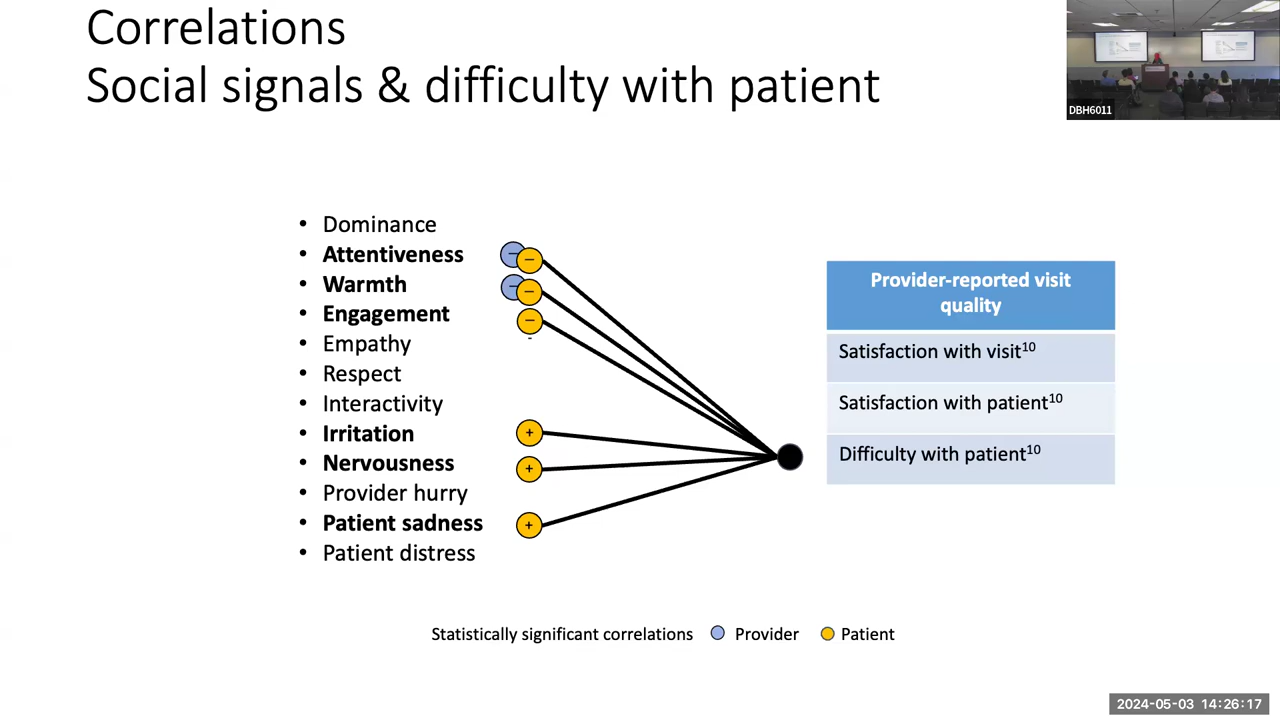 Correlations
Social signals & difficulty with patient
DBH6011
• Dominance
• Attentiveness
• Warmth
• Engagement
• Empathy
• Respect
• Interactivity
• Irritation
• Nervousness
• Provider hurry
• Patient sadness
• Patient distress
−
−
−
−
−
-
+
+
+
Provider-reported visit
quality
Satisfaction with visit¹⁰
Satisfaction with patient¹⁰
Difficulty with patient¹⁰
Statistically significant correlations Provider Patient
2024-05-03 14:26:17